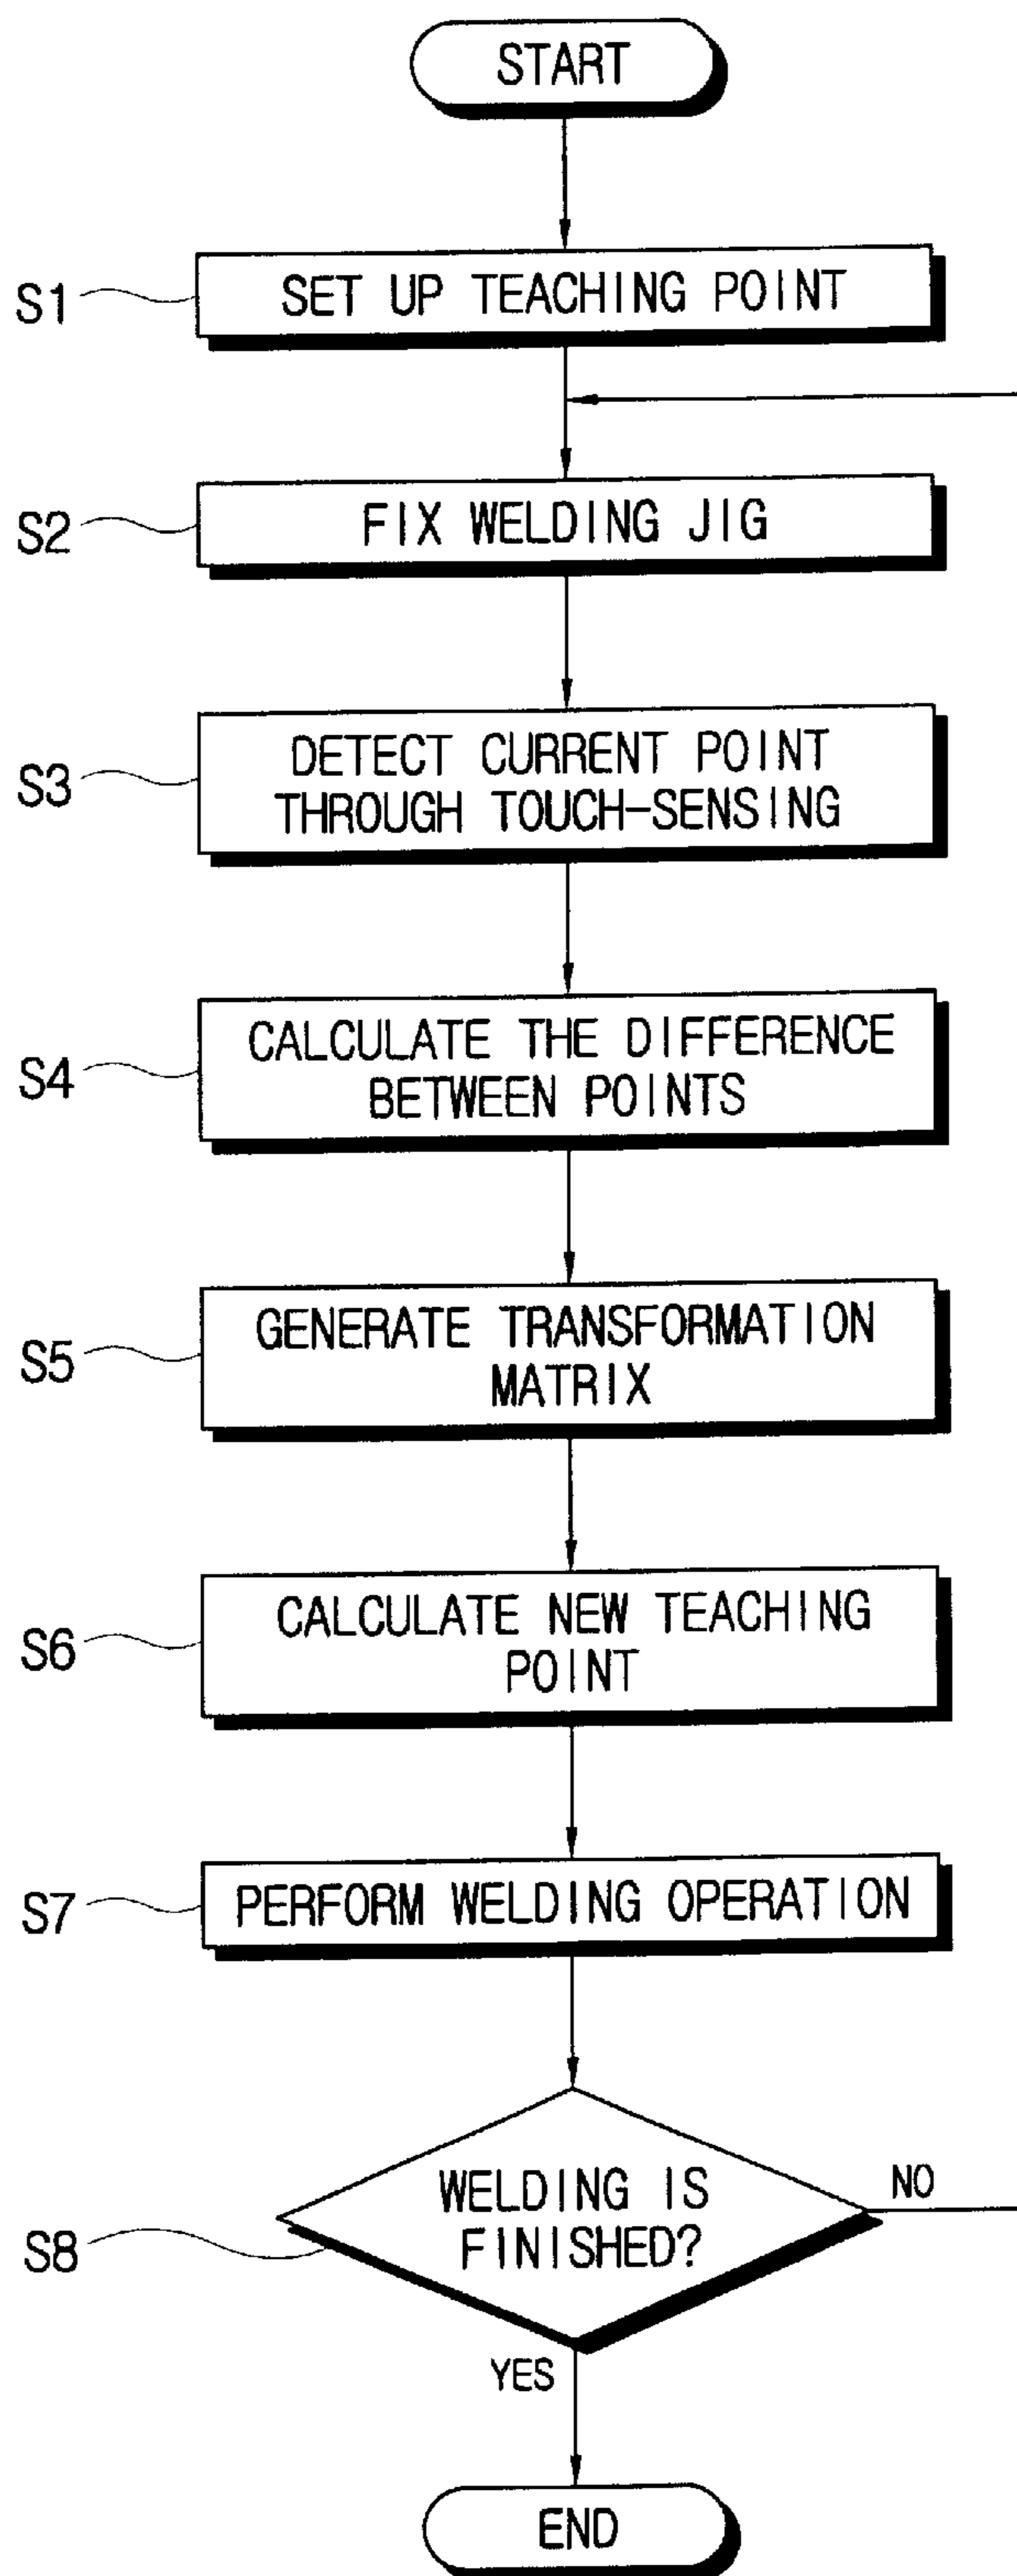 START
S1
SET UP TEACHING POINT
S2
FIX WELDING JIG
S3
DETECT CURRENT POINT
THROUGH TOUCH-SENSING
S4
CALCULATE THE DIFFERENCE
BETWEEN POINTS
S5
GENERATE TRANSFORMATION
MATRIX
S6
CALCULATE NEW TEACHING
POINT
S7
PERFORM WELDING OPERATION
S8
WELDING IS
FINISHED?
NO
YES
END